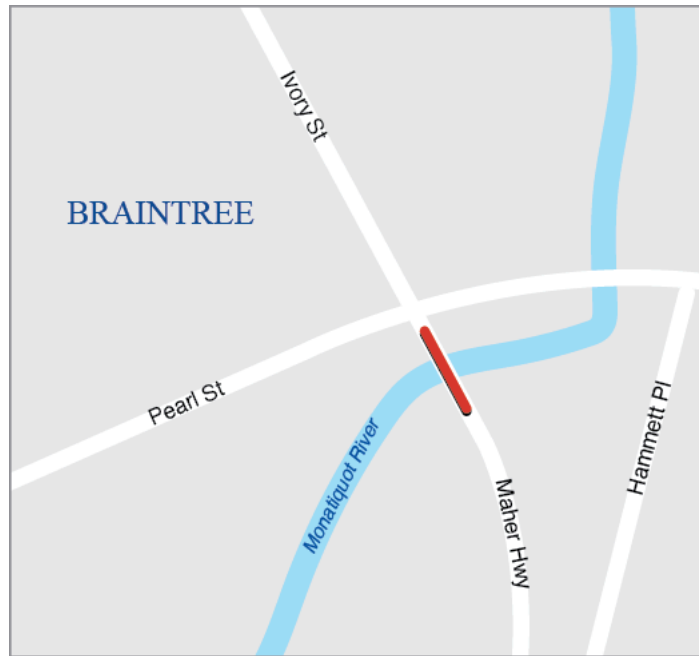 Ivory St
BRAINTREE
Pearl St
Monatiquot River
Hammett Pl
Maher Hwy